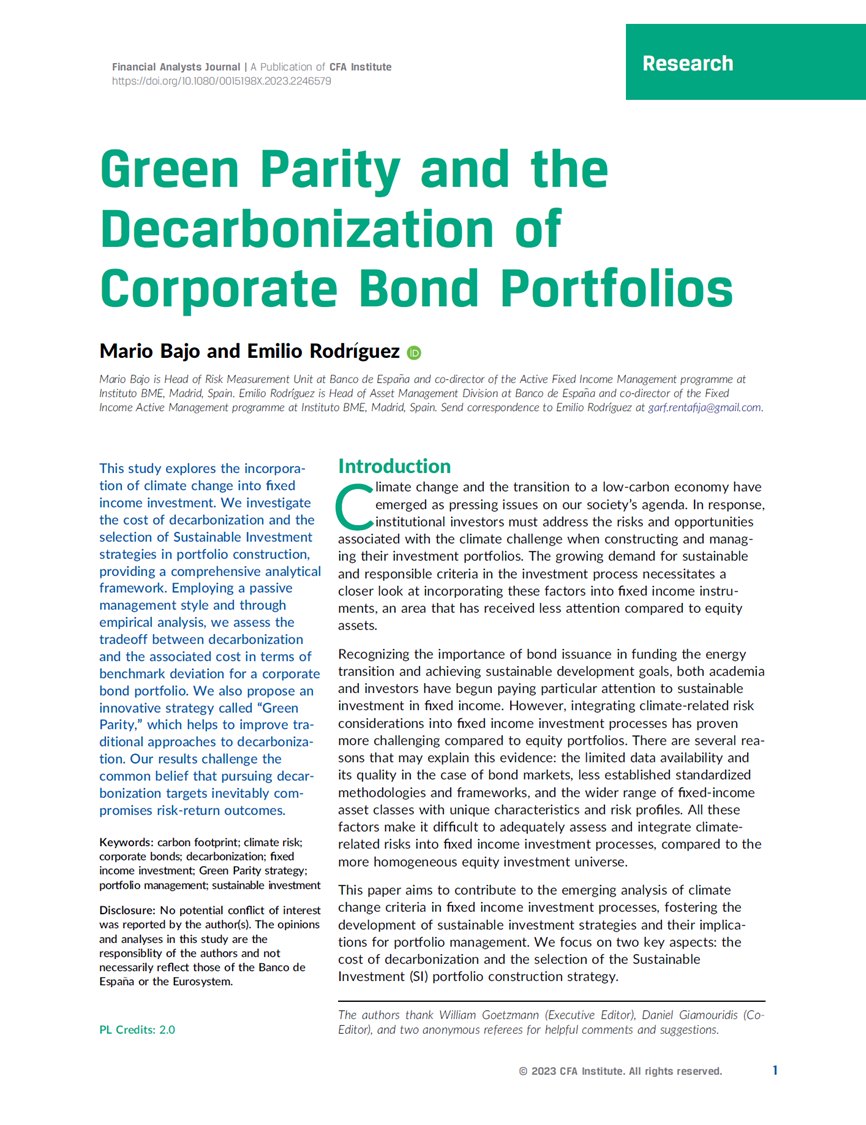 Financial Analysts Journal | A Publication of CFA Institute
https://doi.org/10.1080/0015198X.2023.2246579
Research
Green Parity and the
Decarbonization of
Corporate Bond Portfolios
Mario Bajo and Emilio Rodríguez iD
Mario Bajo is Head of Risk Measurement Unit at Banco de España and co-director of the Active Fixed Income Management programme at
Instituto BME, Madrid, Spain. Emilio Rodríguez is Head of Asset Management Division at Banco de España and co-director of the Fixed
Income Active Management programme at Instituto BME, Madrid, Spain. Send correspondence to Emilio Rodríguez at garf.rentafija@gmail.com.
This study explores the incorpora-
tion of climate change into fixed
income investment. We investigate
the cost of decarbonization and the
selection of Sustainable Investment
strategies in portfolio construction,
providing a comprehensive analytical
framework. Employing a passive
management style and through
empirical analysis, we assess the
tradeoff between decarbonization
and the associated cost in terms of
benchmark deviation for a corporate
bond portfolio. We also propose an
innovative strategy called “Green
Parity,” which helps to improve tra-
ditional approaches to decarboniza-
tion. Our results challenge the
common belief that pursuing decar-
bonization targets inevitably com-
promises risk-return outcomes.
Keywords: carbon footprint; climate risk;
corporate bonds; decarbonization; fixed
income investment; Green Parity strategy;
portfolio management; sustainable investment
Disclosure: No potential conflict of interest
was reported by the author(s). The opinions
and analyses in this study are the
responsiblity of the authors and not
necessarily reflect those of the Banco de
España or the Eurosystem.
PL Credits: 2.0
Introduction
Climate change and the transition to a low-carbon economy have
emerged as pressing issues on our society’s agenda. In response,
institutional investors must address the risks and opportunities
associated with the climate challenge when constructing and manag-
ing their investment portfolios. The growing demand for sustainable
and responsible criteria in the investment process necessitates a
closer look at incorporating these factors into fixed income instru-
ments, an area that has received less attention compared to equity
assets.
Recognizing the importance of bond issuance in funding the energy
transition and achieving sustainable development goals, both academia
and investors have begun paying particular attention to sustainable
investment in fixed income. However, integrating climate-related risk
considerations into fixed income investment processes has proven
more challenging compared to equity portfolios. There are several rea-
sons that may explain this evidence: the limited data availability and
its quality in the case of bond markets, less established standardized
methodologies and frameworks, and the wider range of fixed-income
asset classes with unique characteristics and risk profiles. All these
factors make it difficult to adequately assess and integrate climate-
related risks into fixed income investment processes, compared to the
more homogeneous equity investment universe.
This paper aims to contribute to the emerging analysis of climate
change criteria in fixed income investment processes, fostering the
development of sustainable investment strategies and their implica-
tions for portfolio management. We focus on two key aspects: the
cost of decarbonization and the selection of the Sustainable
Investment (SI) portfolio construction strategy.
The authors thank William Goetzmann (Executive Editor), Daniel Giamouridis (Co-
Editor), and two anonymous referees for helpful comments and suggestions.
© 2023 CFA Institute. All rights reserved.
1